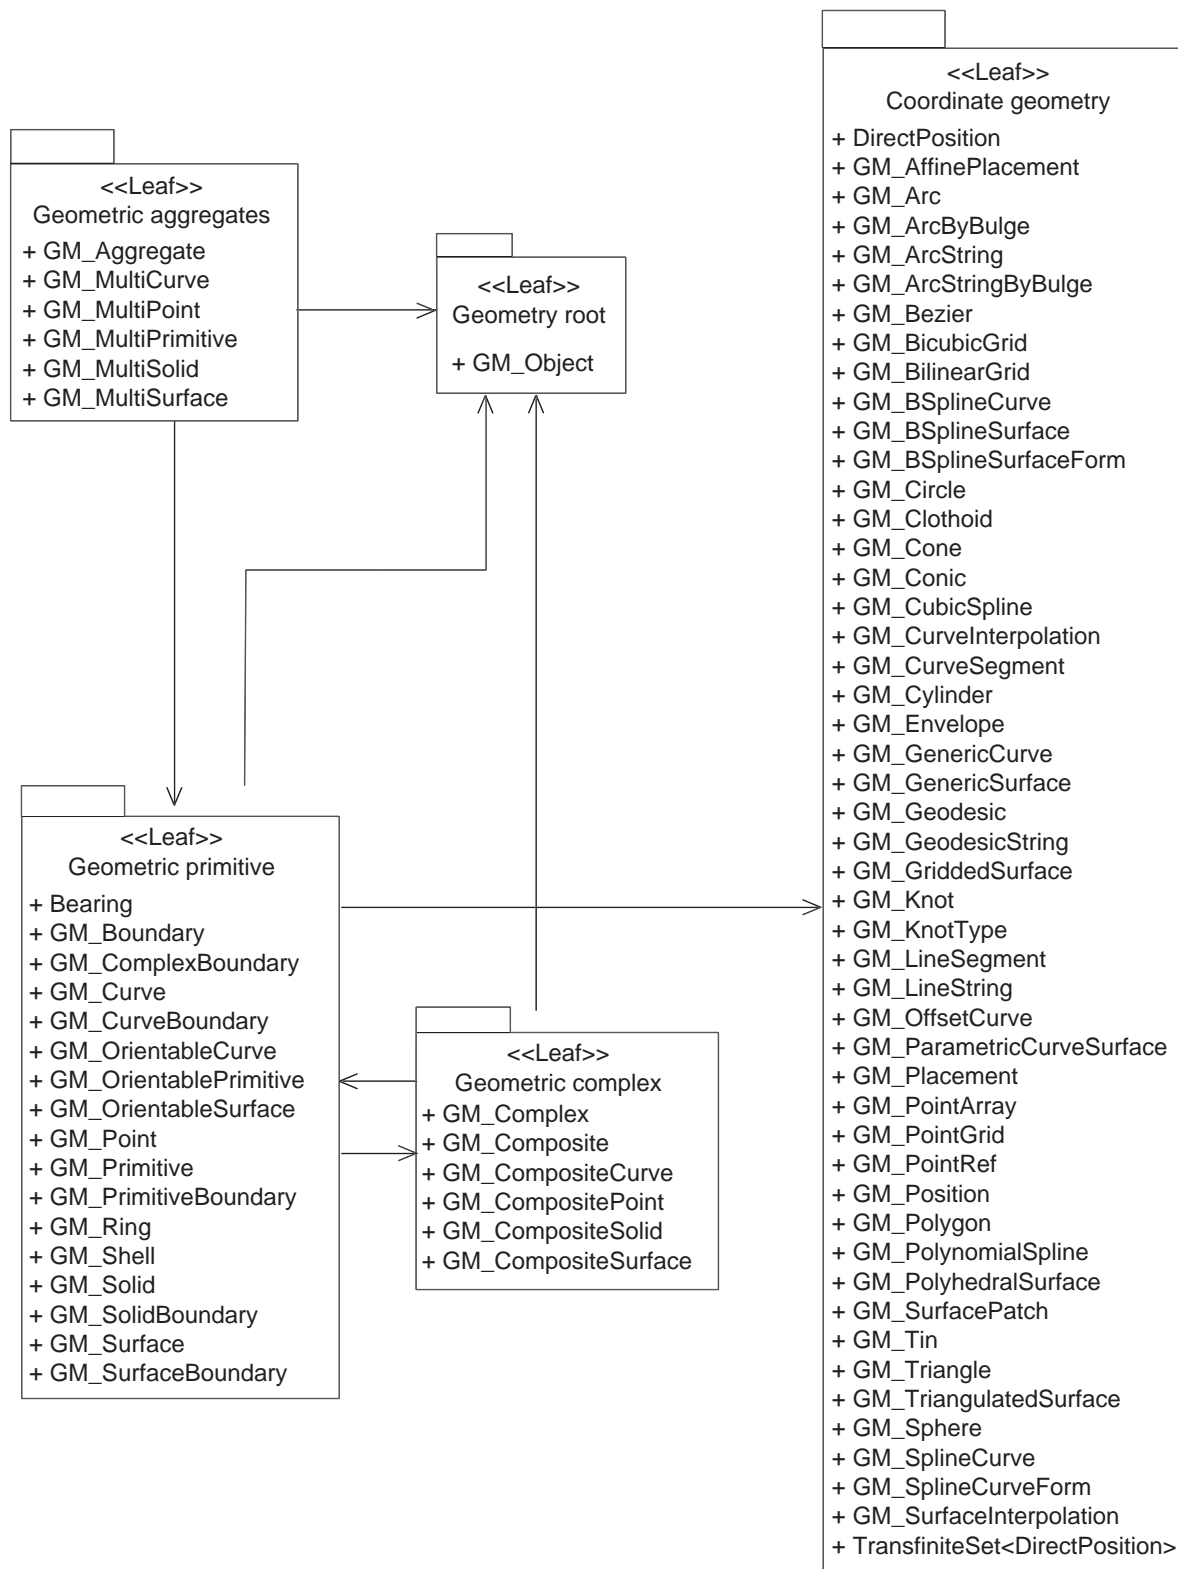 <<Leaf>>
Geometric aggregates
+ GM_Aggregate
+ GM_MultiCurve
+ GM_MultiPoint
+ GM_MultiPrimitive
+ GM_MultiSolid
+ GM_MultiSurface
<<Leaf>>
Geometry root
+ GM_Object
<<Leaf>>
Geometric primitive
+ Bearing
+ GM_Boundary
+ GM_ComplexBoundary
+ GM_Curve
+ GM_CurveBoundary
+ GM_OrientableCurve
+ GM_OrientablePrimitive
+ GM_OrientableSurface
+ GM_Point
+ GM_Primitive
+ GM_PrimitiveBoundary
+ GM_Ring
+ GM_Shell
+ GM_Solid
+ GM_SolidBoundary
+ GM_Surface
+ GM_SurfaceBoundary
<<Leaf>>
Geometric complex
+ GM_Complex
+ GM_Composite
+ GM_CompositeCurve
+ GM_CompositePoint
+ GM_CompositeSolid
+ GM_CompositeSurface
<<Leaf>>
Coordinate geometry
+ DirectPosition
+ GM_AffinePlacement
+ GM_Arc
+ GM_ArcByBulge
+ GM_ArcString
+ GM_ArcStringByBulge
+ GM_Bezier
+ GM_BicubicGrid
+ GM_BilinearGrid
+ GM_BSplineCurve
+ GM_BSplineSurface
+ GM_BSplineSurfaceForm
+ GM_Circle
+ GM_Clothoid
+ GM_Cone
+ GM_Conic
+ GM_CubicSpline
+ GM_CurveInterpolation
+ GM_CurveSegment
+ GM_Cylinder
+ GM_Envelope
+ GM_GenericCurve
+ GM_GenericSurface
+ GM_Geodesic
+ GM_GeodesicString
+ GM_GriddedSurface
+ GM_Knot
+ GM_KnotType
+ GM_LineSegment
+ GM_LineString
+ GM_OffsetCurve
+ GM_ParametricCurveSurface
+ GM_Placement
+ GM_PointArray
+ GM_PointGrid
+ GM_PointRef
+ GM_Position
+ GM_Polygon
+ GM_PolynomialSpline
+ GM_PolyhedralSurface
+ GM_SurfacePatch
+ GM_Tin
+ GM_Triangle
+ GM_TriangulatedSurface
+ GM_Sphere
+ GM_SplineCurve
+ GM_SplineCurveForm
+ GM_SurfaceInterpolation
+ TransfiniteSet<DirectPosition>